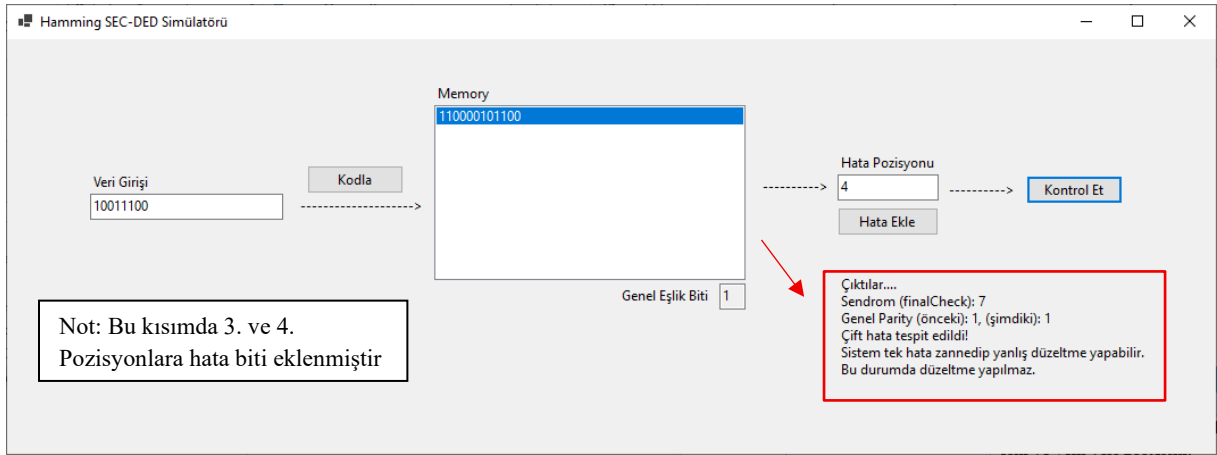 Hamming SEC-DED Simülatörü
Memory
110000101100
Veri Girişi
10011100
Kodla
-------------------->
---------->
Hata Pozisyonu
4
---------->
Kontrol Et
Hata Ekle
Genel Eşlik Biti 1
Not: Bu kısımda 3. ve 4.
Pozisyonlara hata biti eklenmiştir
Çıktılar....
Sendrom (finalCheck): 7
Genel Parity (önceki): 1, (şimdiki): 1
Çift hata tespit edildi!
Sistem tek hata zannedip yanlış düzeltme yapabilir.
Bu durumda düzeltme yapılmaz.